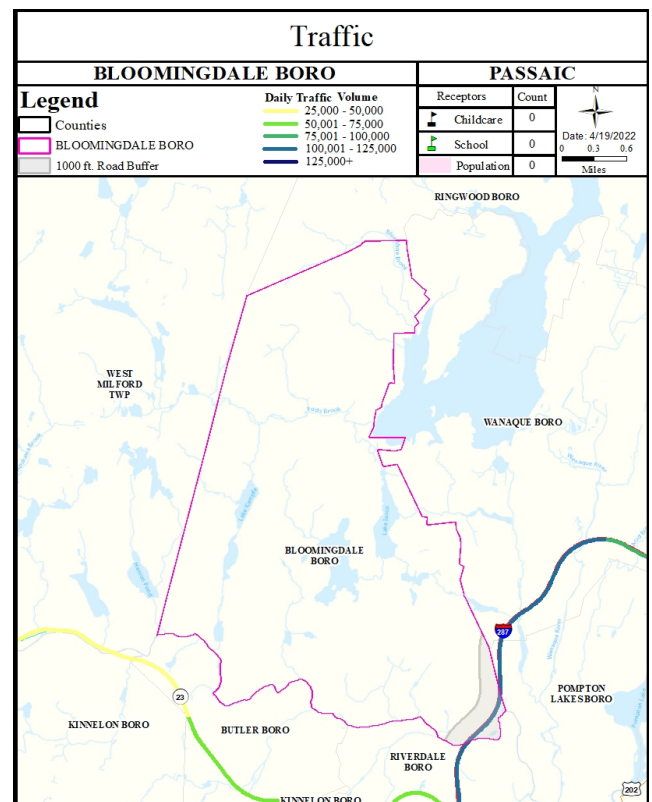 Traffic
BLOOMINGDALE BORO
PASSAIC
Legend
Counties
BLOOMINGDALE BORO
1000 ft. Road Buffer
Daily Traffic Volume
25,000 - 50,000
50,001 - 75,000
75,001 - 100,000
100,001 - 125,000
125,000+
Receptors Count
Childcare 0
School 0
Population 0
N
Date: 4/19/2022
0 0.3 0.6
Miles
RINGWOOD BORO
WEST
MILFORD
TWP
WANAQUE BORO
BLOOMINGDALE
BORO
287
23
POMPTON
LAKES BORO
KINNELON BORO
BUTLER BORO
RIVERDALE
BORO
202
KINNELON BORO